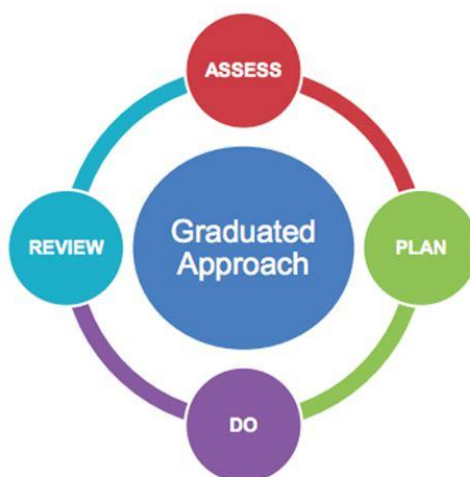 ASSESS
REVIEW
Graduated
Approach
PLAN
DO